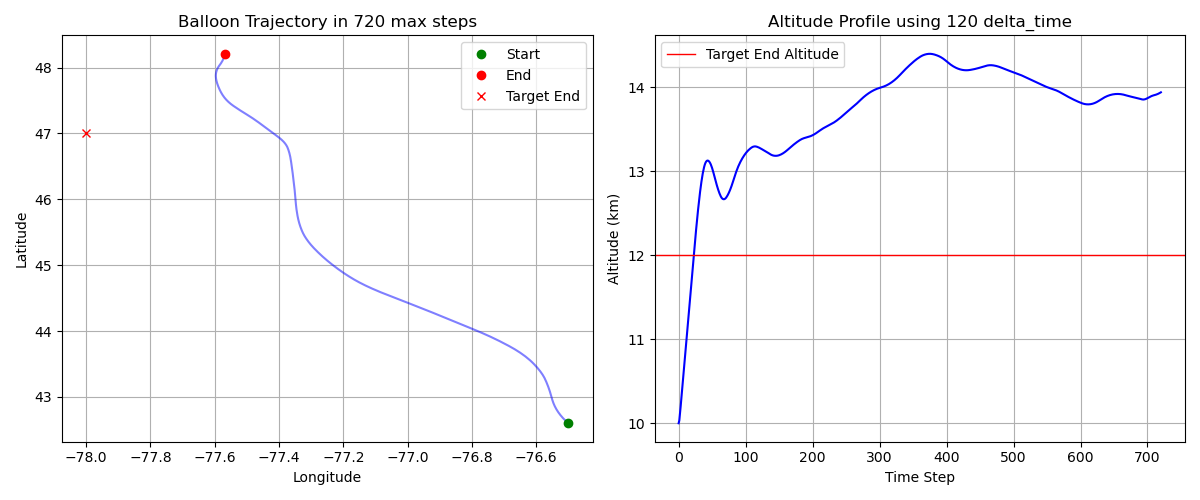 Balloon Trajectory in 720 max steps
Start
End
Target End
48
47
46
45
44
43
Latitude
−78.0
−77.8
−77.6
−77.4
−77.2
−77.0
−76.8
−76.6
Longitude
Altitude Profile using 120 delta_time
Target End Altitude
14
13
12
11
10
Altitude (km)
0
100
200
300
400
500
600
700
Time Step